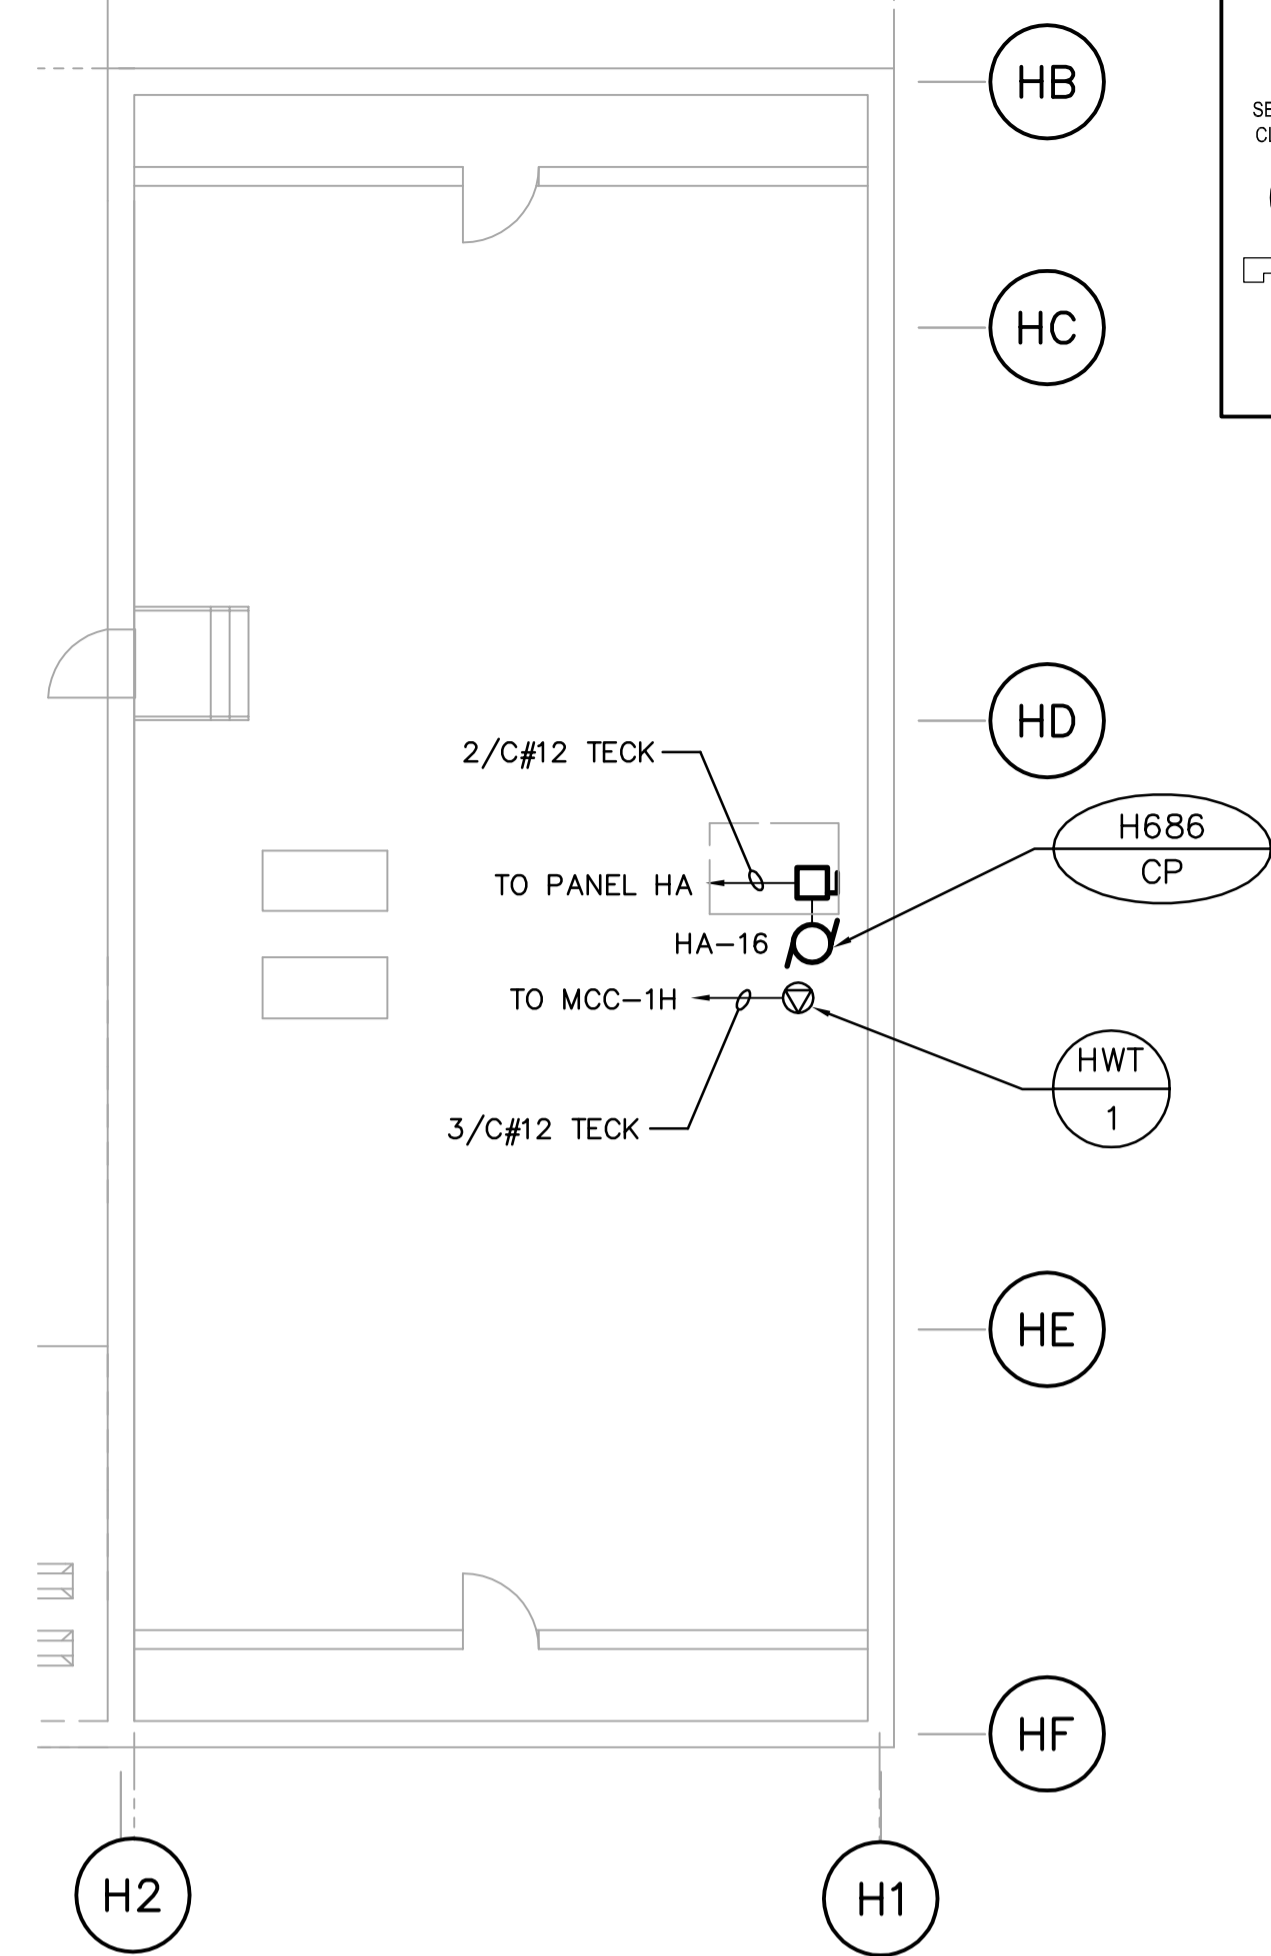 HB
HC
HD
2/C#12 TECK
H686
CP
TO PANEL HA
HA-16
TO MCC-1H
HWT
1
3/C#12 TECK
HE
HF
H2
H1